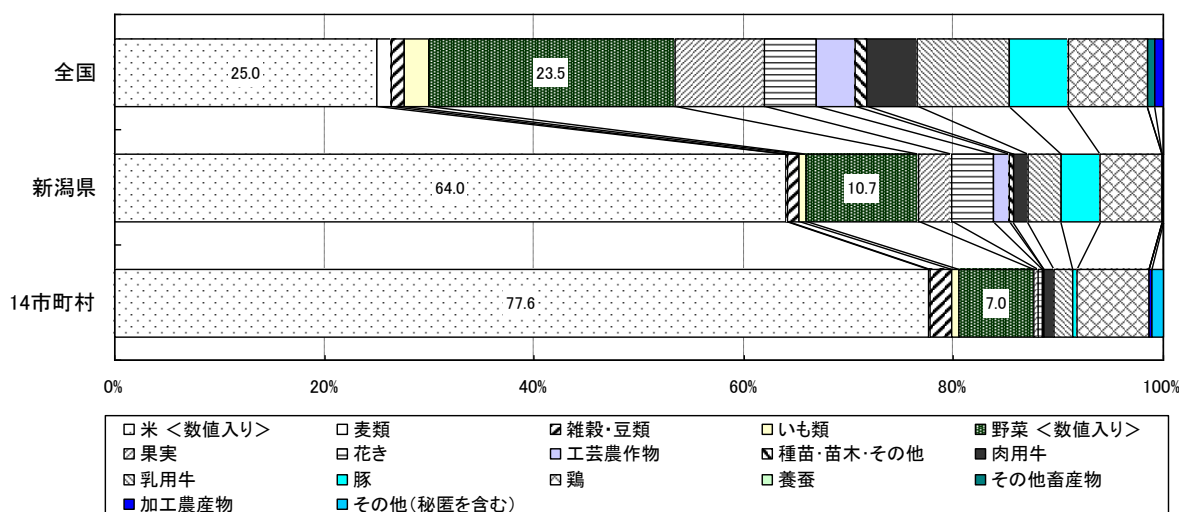 全国
25.0
23.5
新潟県
64.0
10.7
14市町村
77.6
7.0
0%
20%
40%
60%
80%
100%
米 <数値入り>
麦類
雑穀・豆類
いも類
野菜 <数値入り>
果実
花き
工芸農作物
種苗・苗木・その他
肉用牛
乳用牛
豚
鶏
養蚕
その他畜産物
加工農産物
その他(秘匿を含む)